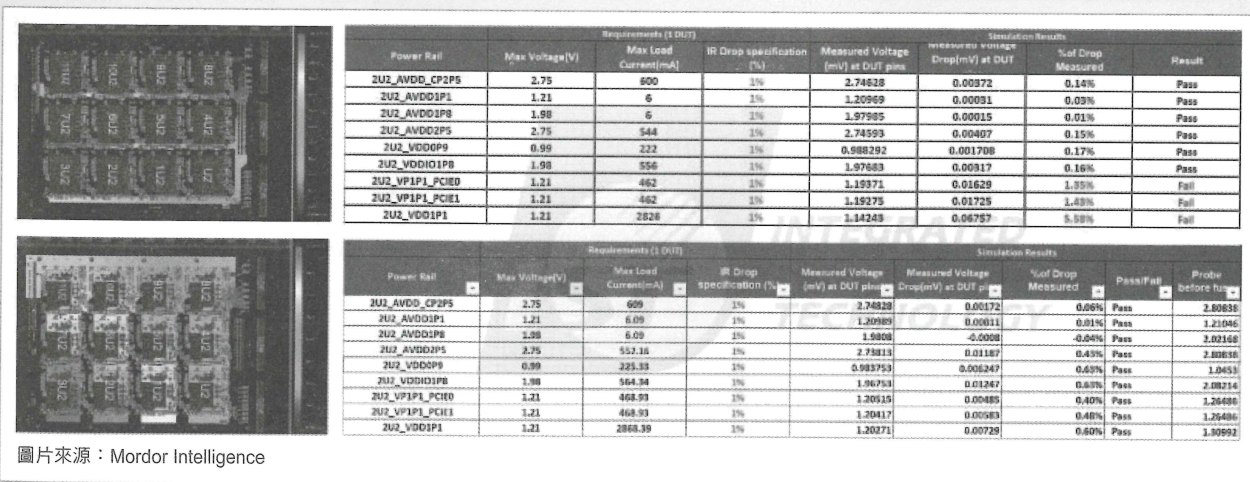 Requirements (1 DUT) Simulation Results
Power Rail Max Voltage(V) Max Load Current(mA) IR Drop specification (%) Measured Voltage (mV) at DUT pins Measured Voltage Drop(mV) at DUT %of Drop Measured Result
2U2_AVDD_CP2P5 2.75 600 1% 2.74628 0.00372 0.14% Pass
2U2_AVDD1P1 1.21 6 1% 1.20969 0.00031 0.03% Pass
2U2_AVDD1P8 1.98 6 1% 1.97985 0.00015 0.01% Pass
2U2_AVDD2P5 2.75 544 1% 2.74593 0.00407 0.15% Pass
2U2_VDD0P9 0.99 222 1% 0.988292 0.001708 0.17% Pass
2U2_VDDIO1P8 1.98 556 1% 1.97683 0.00317 0.16% Pass
2U2_VP1P1_PCIE0 1.21 462 1% 1.19371 0.01629 1.35% Fail
2U2_VP1P1_PCIE1 1.21 462 1% 1.19275 0.01725 1.43% Fail
2U2_VDD1P1 1.21 2826 1% 1.14243 0.06757 5.58% Fail
INTEGRATED
TECHNOLOGY
Requirements (1 DUT) Simulation Results
Power Rail Max Voltage(V) Max Load Current(mA) IR Drop specification (% Measured Voltage (mV) at DUT pins Measured Voltage Drop(mV) at DUT %of Drop Measured Pass/Fail Probe before
2U2_AVDD_CP2P5 2.75 609 1% 2.74828 0.00172 0.06% Pass 2.80838
2U2_AVDD1P1 1.21 6.09 1% 1.20989 0.00011 0.01% Pass 1.21046
2U2_AVDD1P8 1.98 6.09 1% 1.9808 -0.0008 -0.04% Pass 2.02168
2U2_AVDD2P5 2.75 552.16 1% 2.73813 0.01187 0.43% Pass 2.80838
2U2_VDD0P9 0.99 225.33 1% 0.983753 0.006247 0.63% Pass 1.0453
2U2_VDDIO1P8 1.98 564.34 1% 1.96753 0.01247 0.63% Pass 2.08214
2U2_VP1P1_PCIE0 1.21 468.93 1% 1.20515 0.00485 0.40% Pass 1.26486
2U2_VP1P1_PCIE1 1.21 468.93 1% 1.20417 0.00583 0.48% Pass 1.26486
2U2_VDD1P1 1.21 2868.39 1% 1.20271 0.00729 0.60% Pass 1.30992
圖片來源：Mordor Intelligence